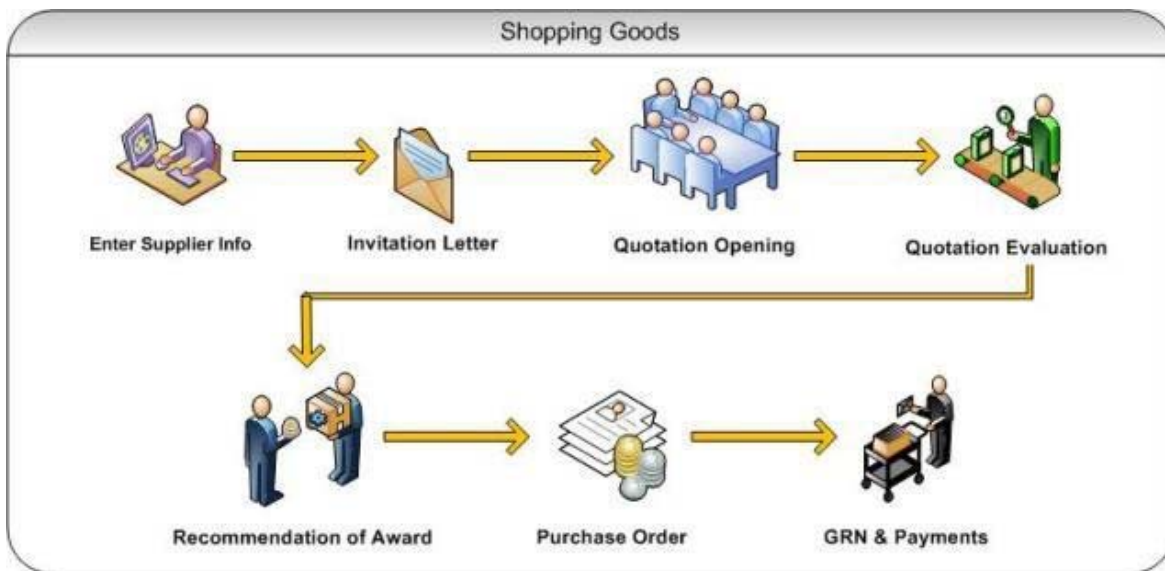 Shopping Goods
Enter Supplier Info
Invitation Letter
Quotation Opening
Quotation Evaluation
Recommendation of Award
Purchase Order
GRN & Payments